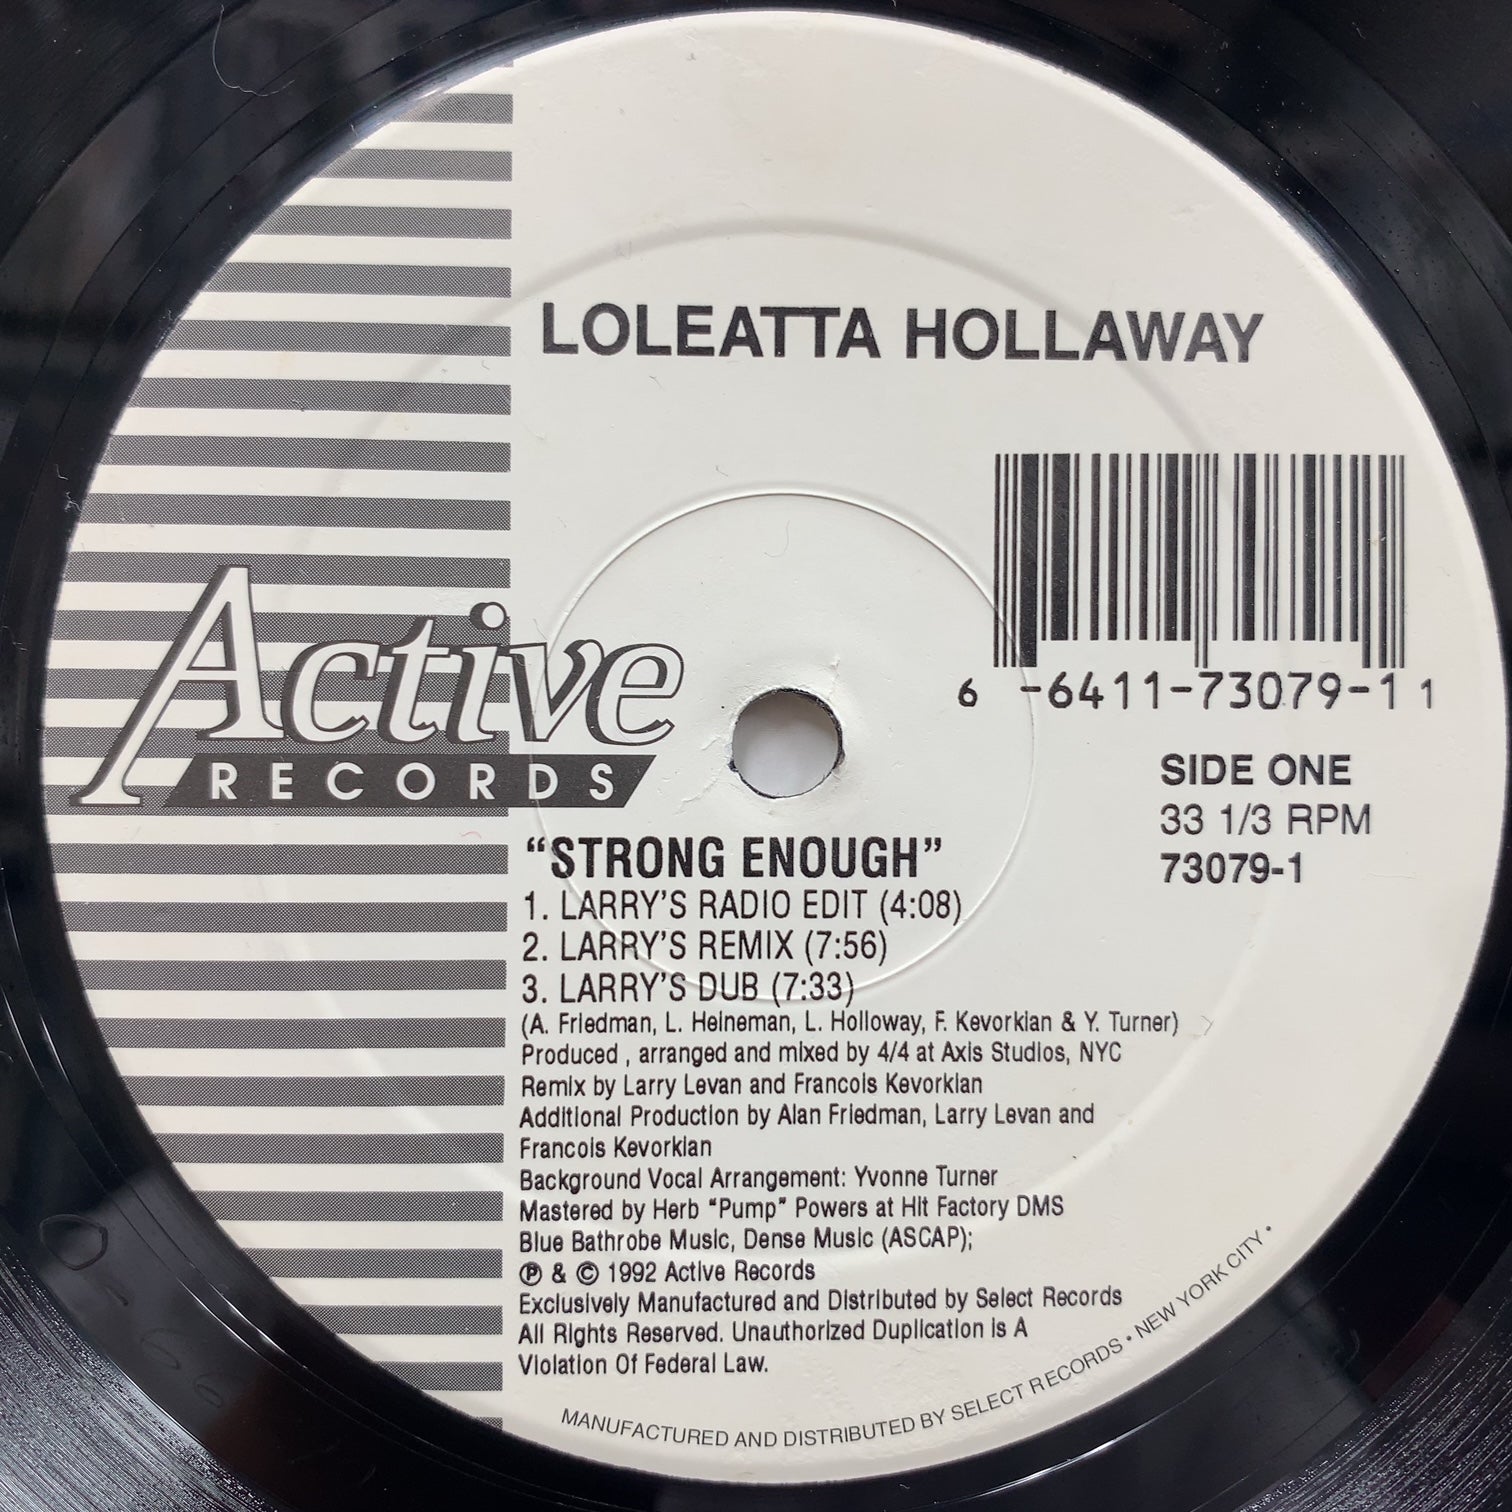 LOLEATTA HOLLAWAY
6 -6411-73079-1 1
Active
RECORDS
SIDE ONE
33 1/3 RPM
73079-1
“STRONG ENOUGH”
1. LARRY'S RADIO EDIT (4:08)
2. LARRY'S REMIX (7:56)
3. LARRY'S DUB (7:33)
(A. Friedman, L. Heineman, L. Holloway, F. Kevorkian & Y. Turner)
Produced , arranged and mixed by 4/4 at Axis Studios, NYC
Remix by Larry Levan and Francois Kevorkian
Additional Production by Alan Friedman, Larry Levan and
Francois Kevorkian
Background Vocal Arrangement: Yvonne Turner
Mastered by Herb "Pump" Powers at Hit Factory DMS
Blue Bathrobe Music, Dense Music (ASCAP);
℗ & © 1992 Active Records
Exclusively Manufactured and Distributed by Select Records
All Rights Reserved. Unauthorized Duplication Is A
Violation Of Federal Law.
MANUFACTURED AND DISTRIBUTED BY SELECT RECORDS • NEW YORK CITY •